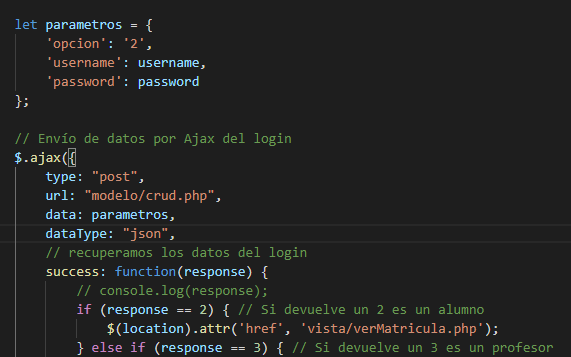 let parametros = {
'opcion': '2',
'username': username,
'password': password
};
// Envío de datos por Ajax del login
$.ajax({
type: "post",
url: "modelo/crud.php",
data: parametros,
dataType: "json",
// recuperamos los datos del login
success: function(response) {
// console.log(response);
if (response == 2) { // Si devuelve un 2 es un alumno
$(location).attr('href', 'vista/verMatricula.php');
} else if (response == 3) { // Si devuelve un 3 es un profesor